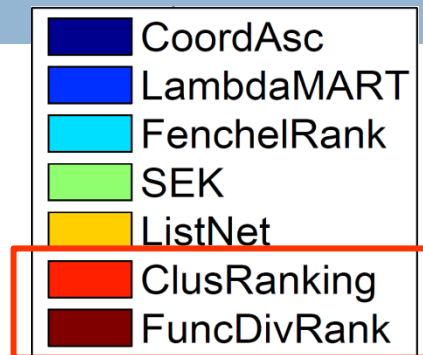 CoordAsc
LambdaMART
FenchelRank
SEK
ListNet
ClusRanking
FuncDivRank